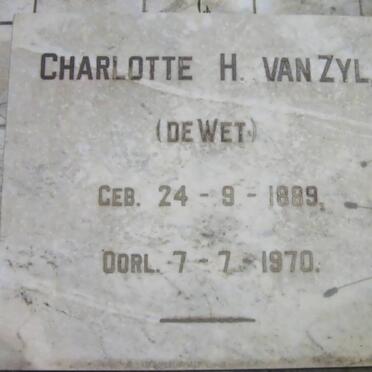 CHARLOTTE H. VAN ZYL
(DE WET)
GEB. 24 - 9 - 1889.
OORL. 7 - 7 - 1970.